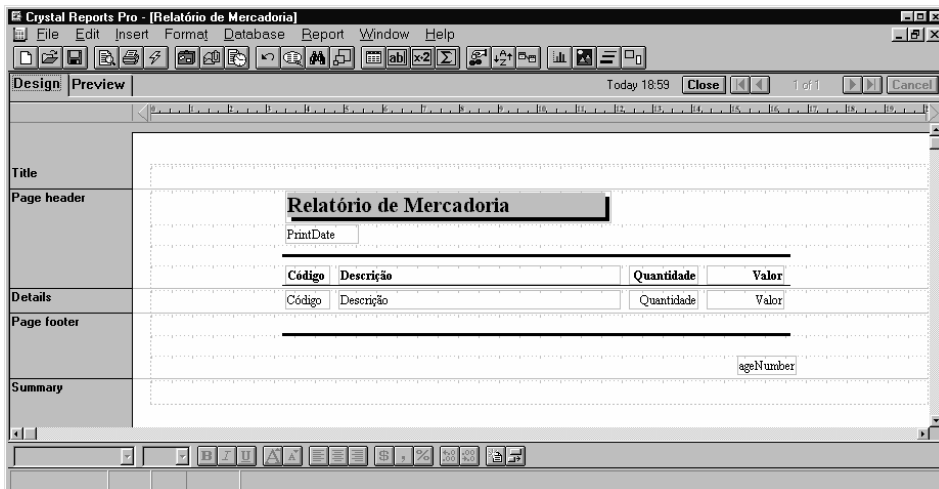 Crystal Reports Pro - [Relatório de Mercadoria]
File Edit Insert Format Database Report Window Help
Design Preview Today 18:59 Close 1 of 1 Cancel
Title
Page header
Relatório de Mercadoria
PrintDate
Código Descrição Quantidade Valor
Details
Código Descrição Quantidade Valor
Page footer
ageNumber
Summary
B I U A A $ , %